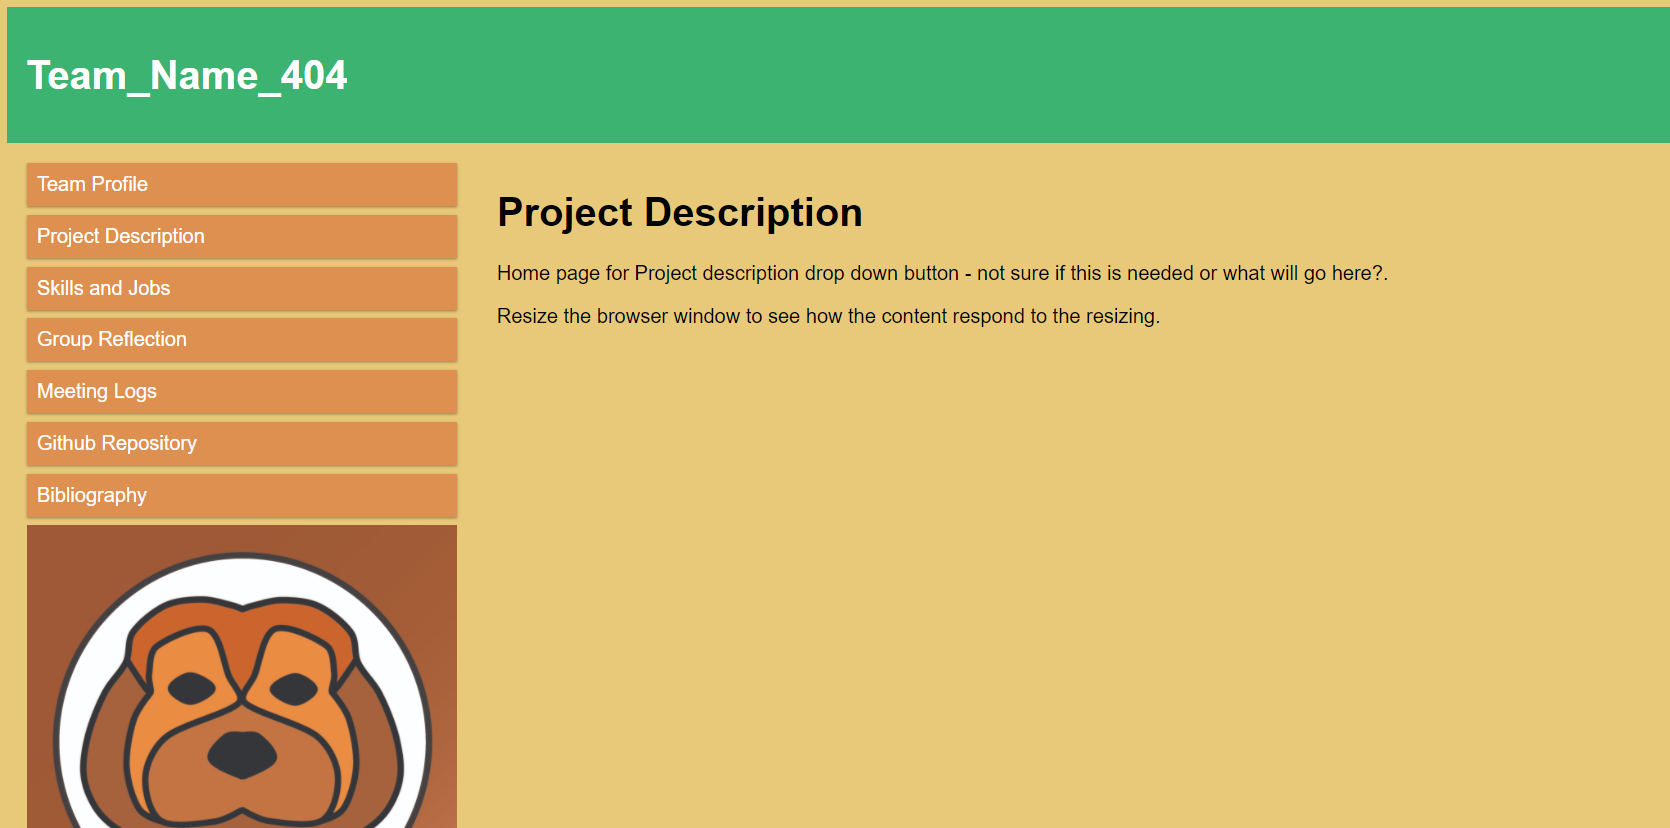 Team_Name_404
Team Profile
Project Description
Skills and Jobs
Group Reflection
Meeting Logs
Github Repository
Bibliography
Project Description
Home page for Project description drop down button - not sure if this is needed or what will go here?.
Resize the browser window to see how the content respond to the resizing.